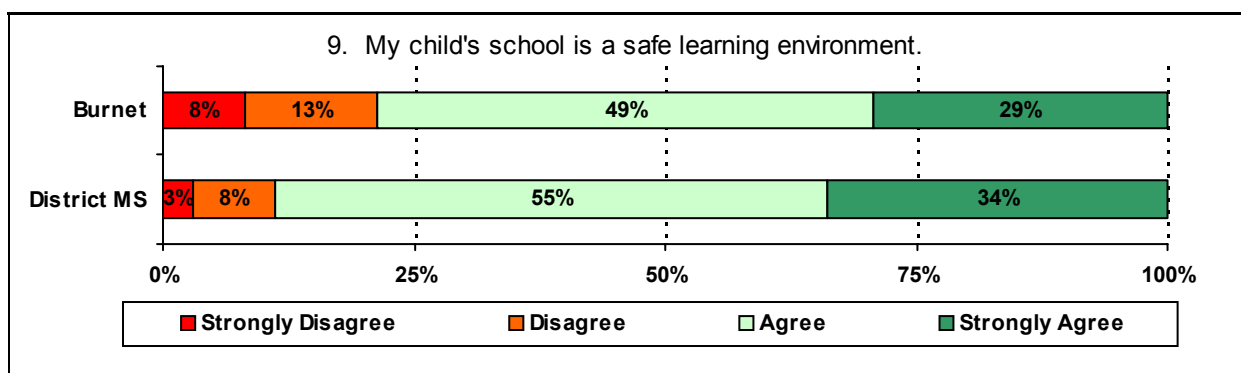 9. My child's school is a safe learning environment.
Burnet 8% 13% 49% 29%
District MS 3% 8% 55% 34%
0% 25% 50% 75% 100%
Strongly Disagree Disagree Agree Strongly Agree